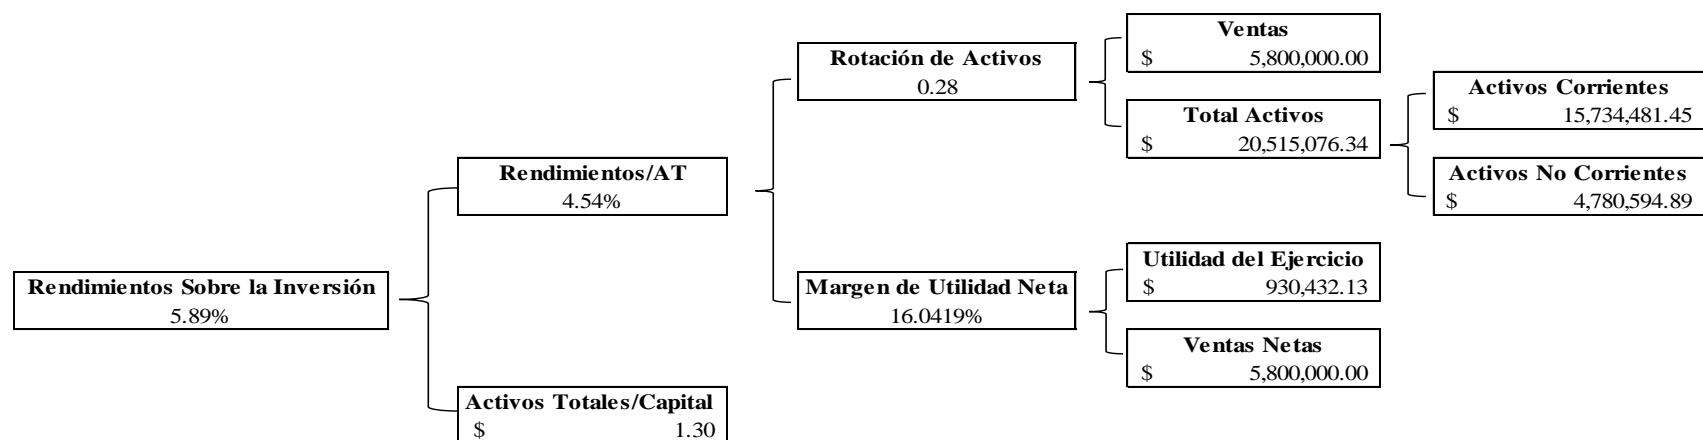 Ventas
$ 5,800,000.00
Rotación de Activos
0.28
Activos Corrientes
$ 15,734,481.45
Total Activos
$ 20,515,076.34
Rendimientos/AT
4.54%
Activos No Corrientes
$ 4,780,594.89
Utilidad del Ejercicio
$ 930,432.13
Rendimientos Sobre la Inversión
5.89%
Margen de Utilidad Neta
16.0419%
Ventas Netas
$ 5,800,000.00
Activos Totales/Capital
$ 1.30